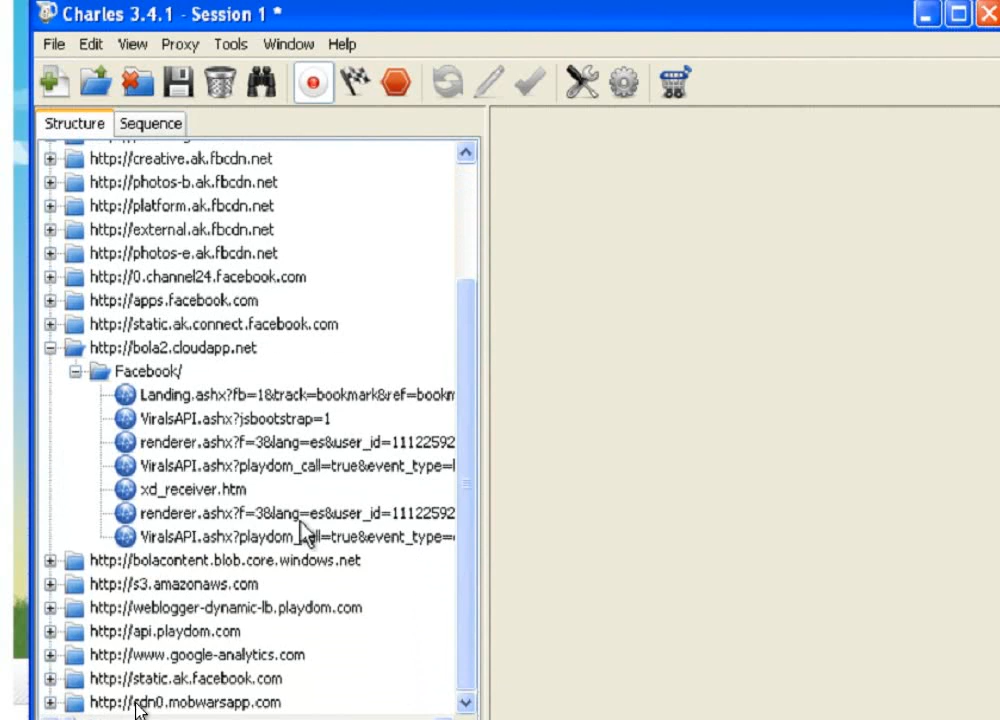 Charles 3.4.1 - Session 1 *
File Edit View Proxy Tools Window Help
Structure Sequence
http://creative.ak.fbcdn.net
http://photos-b.ak.fbcdn.net
http://platform.ak.fbcdn.net
http://external.ak.fbcdn.net
http://photos-e.ak.fbcdn.net
http://0.channel24.facebook.com
http://apps.facebook.com
http://static.ak.connect.facebook.com
http://bola2.cloudapp.net
Facebook/
Landing.ashx?fb=1&track=bookmark&ref=bookm
ViralsAPI.ashx?jsbootstrap=1
renderer.ashx?f=3&lang=es&user_id=11122592
ViralsAPI.ashx?playdom_call=true&event_type=
xd_receiver.htm
renderer.ashx?f=3&lang=es&user_id=11122592
ViralsAPI.ashx?playdom_call=true&event_type=
http://bolacontent.blob.core.windows.net
http://s3.amazonaws.com
http://weblogger-dynamic-lb.playdom.com
http://api.playdom.com
http://www.google-analytics.com
http://static.ak.facebook.com
http://cdn0.mobwarsapp.com